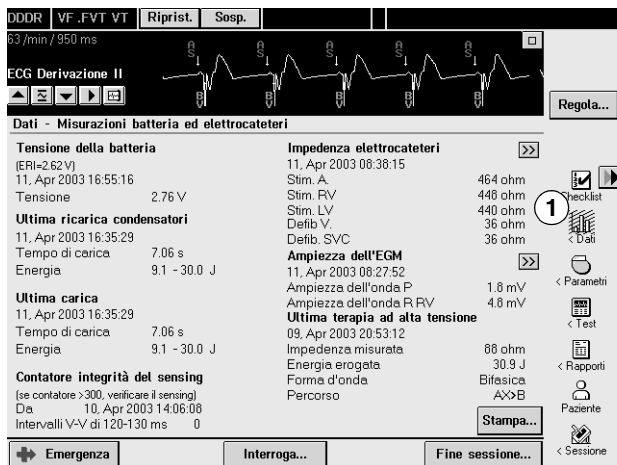 DDDR VF .FVT VT Riprist. Sosp.
63 /min / 950 ms
A S A S A S A S A S
ECG Derivazione II
B V B V B V B V B V
Regola...
Dati - Misurazioni batteria ed elettrocateteri
Tensione della batteria
(ERI=2.62 V)
11, Apr 2003 16:55:16
Tensione 2.76 V
Ultima ricarica condensatori
11, Apr 2003 16:35:29
Tempo di carica 7.06 s
Energia 9.1 - 30.0 J
Ultima carica
11, Apr 2003 16:35:29
Tempo di carica 7.06 s
Energia 9.1 - 30.0 J
Contatore integrità del sensing
(se contatore >300, verificare il sensing)
Da 10, Apr 2003 14:06:08
Intervalli V-V di 120-130 ms 0
Impedenza elettrocateteri >>
11, Apr 2003 08:38:15
Stim. A. 464 ohm
Stim. RV 448 ohm
Stim. LV 440 ohm
Defib V. 36 ohm
Defib. SVC 36 ohm
Ampiezza dell'EGM >>
11, Apr 2003 08:27:52
Ampiezza dell'onda P 1.8 mV
Ampiezza dell'onda R RV 4.8 mV
Ultima terapia ad alta tensione
09, Apr 2003 20:53:12
Impedenza misurata 88 ohm
Energia erogata 30.9 J
Forma d'onda Bifasica
Percorso AX>B
Stampa...
Checklist
1
< Dati
< Parametri
< Test
< Rapporti
Paziente
< Sessione
Emergenza Interroga... Fine sessione...